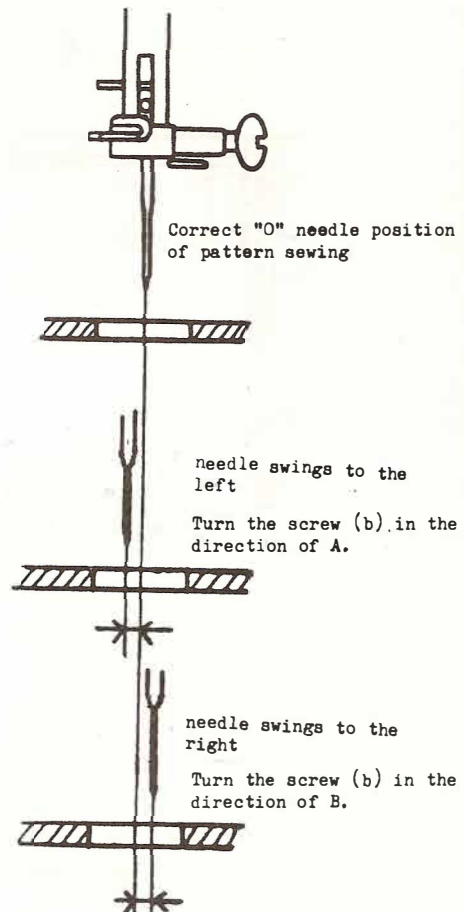 Correct "O" needle position
of pattern sewing
needle swings to the
left
Turn the screw (b).in the
direction of A.
needle swings to the
right
Turn the screw (b) in the
direction of B.